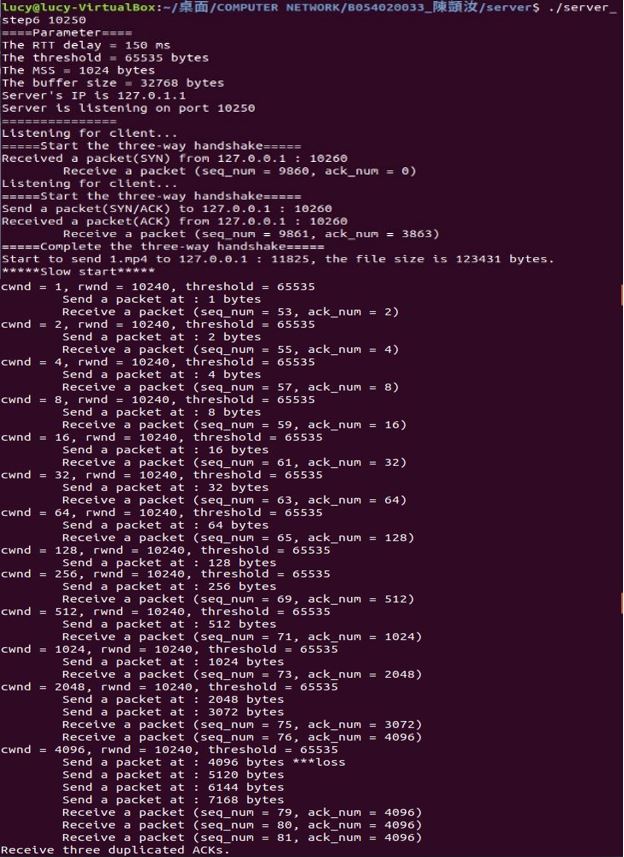 lucy@lucy-VirtualBox:~/桌面/COMPUTER NETWORK/B054020033_陳顗汝/server$ ./server_
step6 10250
====Parameter====
The RTT delay = 150 ms
The threshold = 65535 bytes
The MSS = 1024 bytes
The buffer size = 32768 bytes
Server's IP is 127.0.1.1
Server is listening on port 10250
===============
Listening for client...
=====Start the three-way handshake=====
Received a packet(SYN) from 127.0.0.1 : 10260
Receive a packet (seq_num = 9860, ack_num = 0)
Listening for client...
=====Start the three-way handshake=====
Send a packet(SYN/ACK) to 127.0.0.1 : 10260
Received a packet(ACK) from 127.0.0.1 : 10260
Receive a packet (seq_num = 9861, ack_num = 3863)
=====Complete the three-way handshake=====
Start to send 1.mp4 to 127.0.0.1 : 11825, the file size is 123431 bytes.
*****Slow start*****
cwnd = 1, rwnd = 10240, threshold = 65535
Send a packet at : 1 bytes
Receive a packet (seq_num = 53, ack_num = 2)
cwnd = 2, rwnd = 10240, threshold = 65535
Send a packet at : 2 bytes
Receive a packet (seq_num = 55, ack_num = 4)
cwnd = 4, rwnd = 10240, threshold = 65535
Send a packet at : 4 bytes
Receive a packet (seq_num = 57, ack_num = 8)
cwnd = 8, rwnd = 10240, threshold = 65535
Send a packet at : 8 bytes
Receive a packet (seq_num = 59, ack_num = 16)
cwnd = 16, rwnd = 10240, threshold = 65535
Send a packet at : 16 bytes
Receive a packet (seq_num = 61, ack_num = 32)
cwnd = 32, rwnd = 10240, threshold = 65535
Send a packet at : 32 bytes
Receive a packet (seq_num = 63, ack_num = 64)
cwnd = 64, rwnd = 10240, threshold = 65535
Send a packet at : 64 bytes
Receive a packet (seq_num = 65, ack_num = 128)
cwnd = 128, rwnd = 10240, threshold = 65535
Send a packet at : 128 bytes
cwnd = 256, rwnd = 10240, threshold = 65535
Send a packet at : 256 bytes
Receive a packet (seq_num = 69, ack_num = 512)
cwnd = 512, rwnd = 10240, threshold = 65535
Send a packet at : 512 bytes
Receive a packet (seq_num = 71, ack_num = 1024)
cwnd = 1024, rwnd = 10240, threshold = 65535
Send a packet at : 1024 bytes
Receive a packet (seq_num = 73, ack_num = 2048)
cwnd = 2048, rwnd = 10240, threshold = 65535
Send a packet at : 2048 bytes
Send a packet at : 3072 bytes
Receive a packet (seq_num = 75, ack_num = 3072)
Receive a packet (seq_num = 76, ack_num = 4096)
cwnd = 4096, rwnd = 10240, threshold = 65535
Send a packet at : 4096 bytes ***loss
Send a packet at : 5120 bytes
Send a packet at : 6144 bytes
Send a packet at : 7168 bytes
Receive a packet (seq_num = 79, ack_num = 4096)
Receive a packet (seq_num = 80, ack_num = 4096)
Receive a packet (seq_num = 81, ack_num = 4096)
Receive three duplicated ACKs.